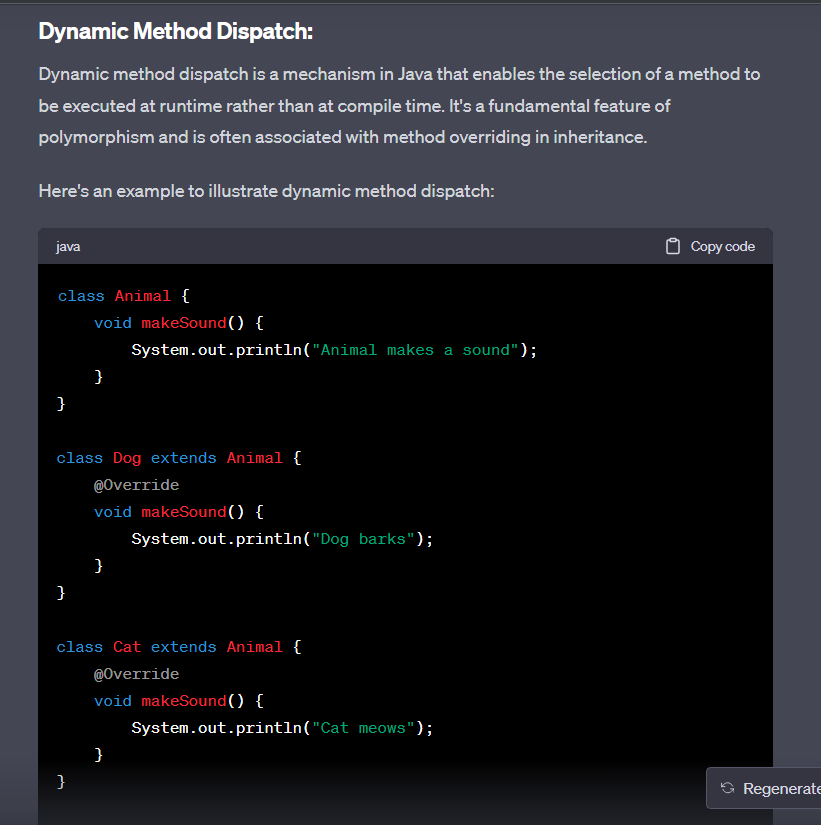 Dynamic Method Dispatch:
Dynamic method dispatch is a mechanism in Java that enables the selection of a method to
be executed at runtime rather than at compile time. It's a fundamental feature of
polymorphism and is often associated with method overriding in inheritance.
Here's an example to illustrate dynamic method dispatch:
java
Copy code
class Animal {
    void makeSound() {
        System.out.println("Animal makes a sound");
    }
}
class Dog extends Animal {
    @Override
    void makeSound() {
        System.out.println("Dog barks");
    }
}
class Cat extends Animal {
    @Override
    void makeSound() {
        System.out.println("Cat meows");
    }
}
Regenerate